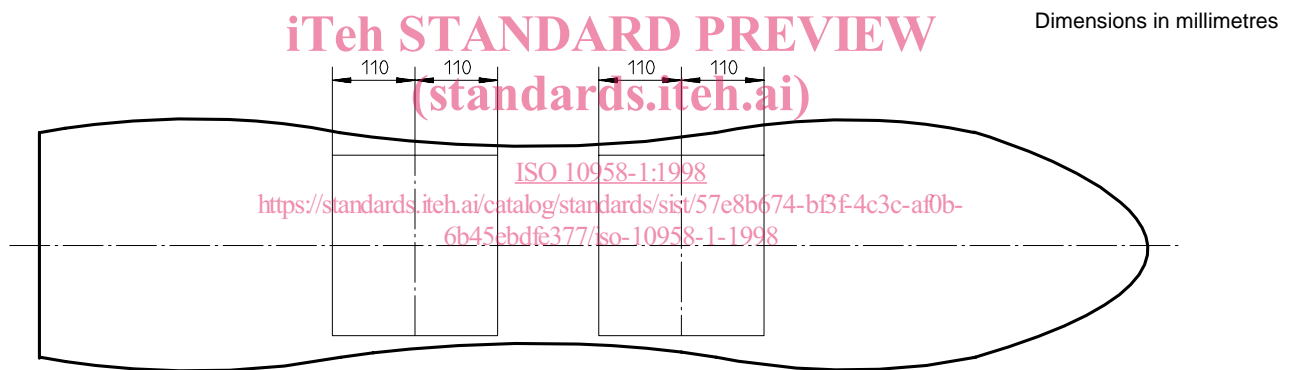 iTeh STANDARD PREVIEW
Dimensions in millimetres
110 110 110 110
(standards.iteh.ai)
ISO 10958-1:1998
https://standards.iteh.ai/catalog/standards/sist/57e8b674-bf3f-4c3c-af0b-
6b45ebdfe377/iso-10958-1-1998